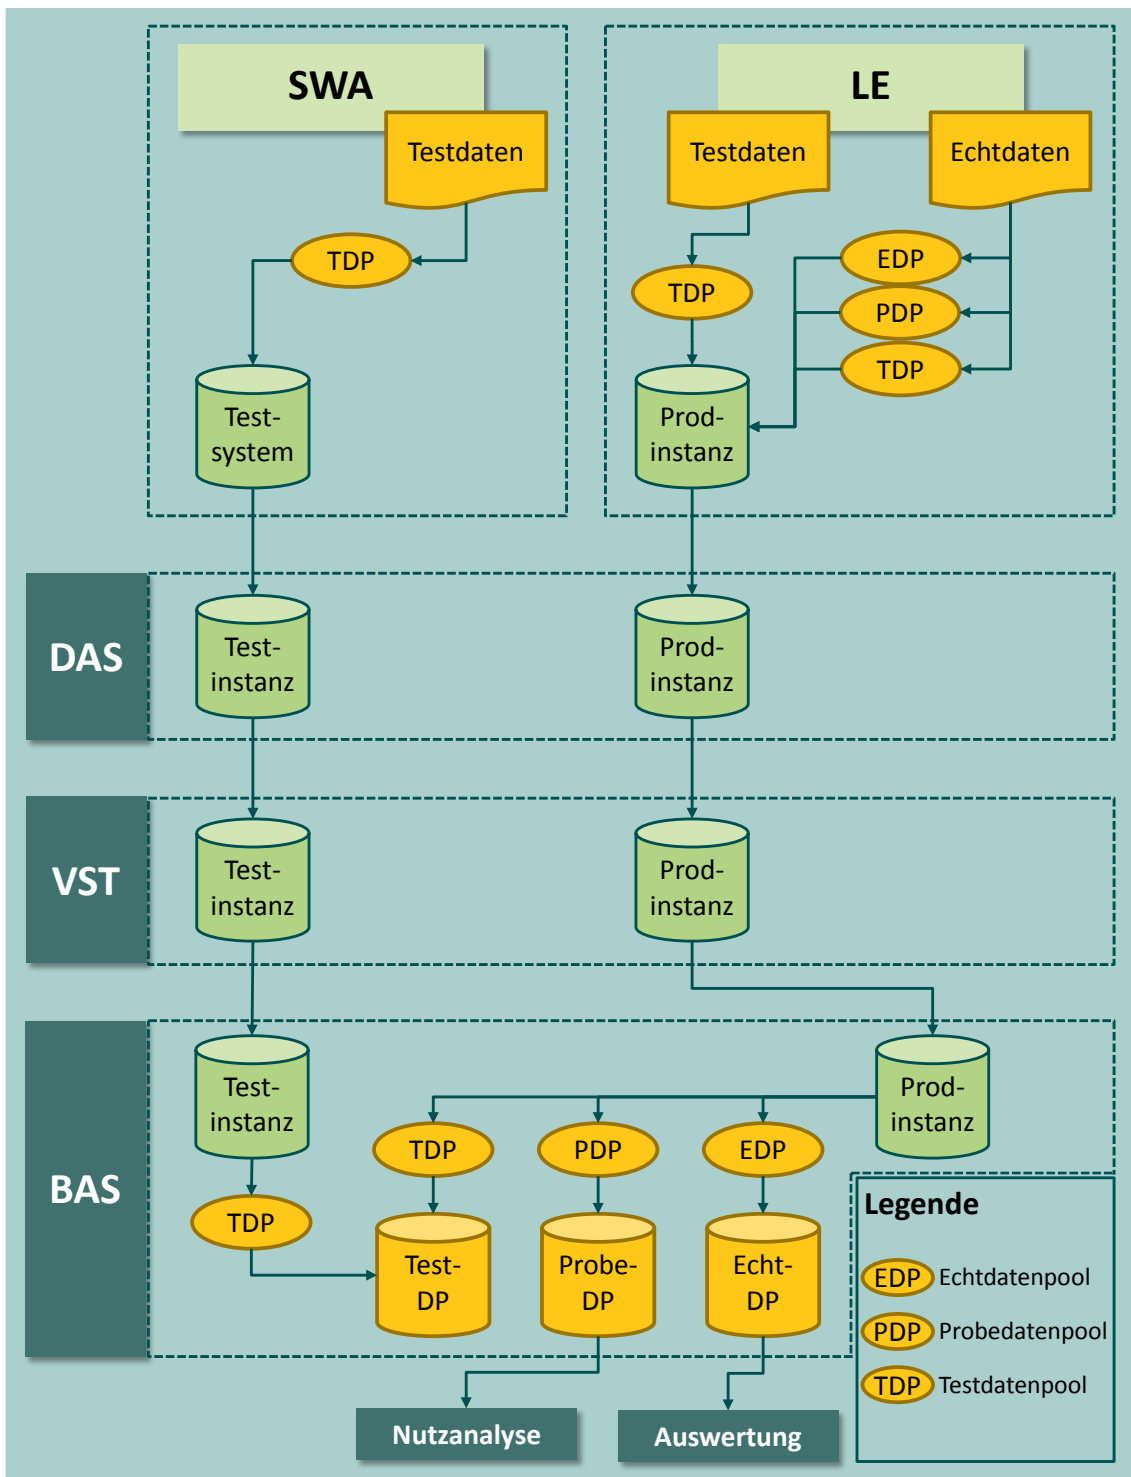 SWA
LE
Testdaten
Testdaten
Echtdaten
TDP
TDP
EDP
PDP
TDP
Test-
system
Prod-
instanz
DAS
Test-
instanz
Prod-
instanz
VST
Test-
instanz
Prod-
instanz
BAS
Test-
instanz
Prod-
instanz
TDP
PDP
EDP
TDP
Test-
DP
Probe-
DP
Echt-
DP
Legende
EDP Echtdatenpool
PDP Probedatenpool
TDP Testdatenpool
Nutzanalyse
Auswertung